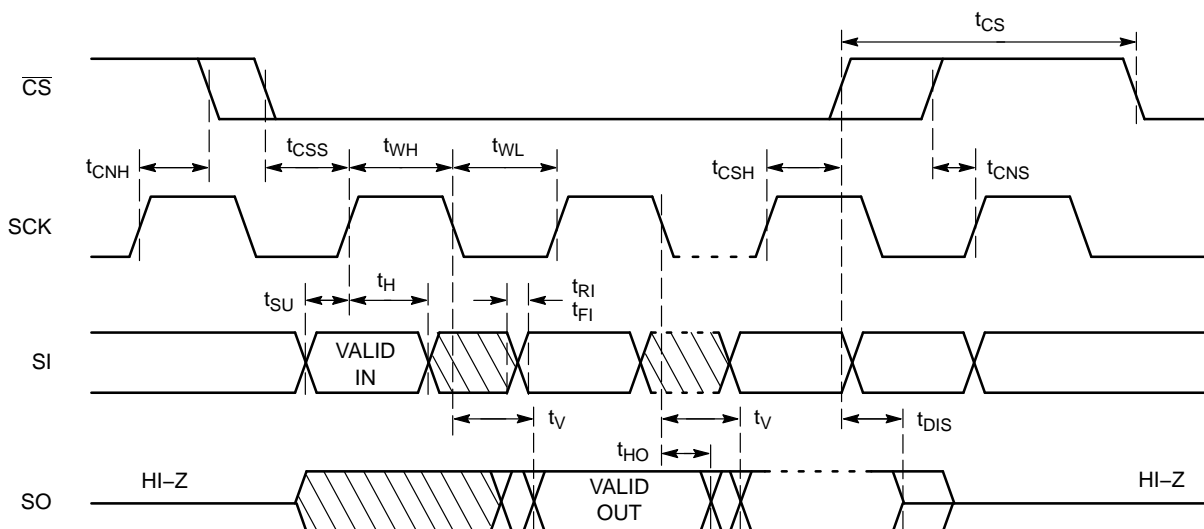 tCS
CS
tCNH
tCSS
tWH
tWL
tCSH
tCNS
SCK
tSU
tH
tRI
tFI
SI
VALID
IN
tV
tV
tDIS
tHO
HI–Z
HI–Z
SO
VALID
OUT